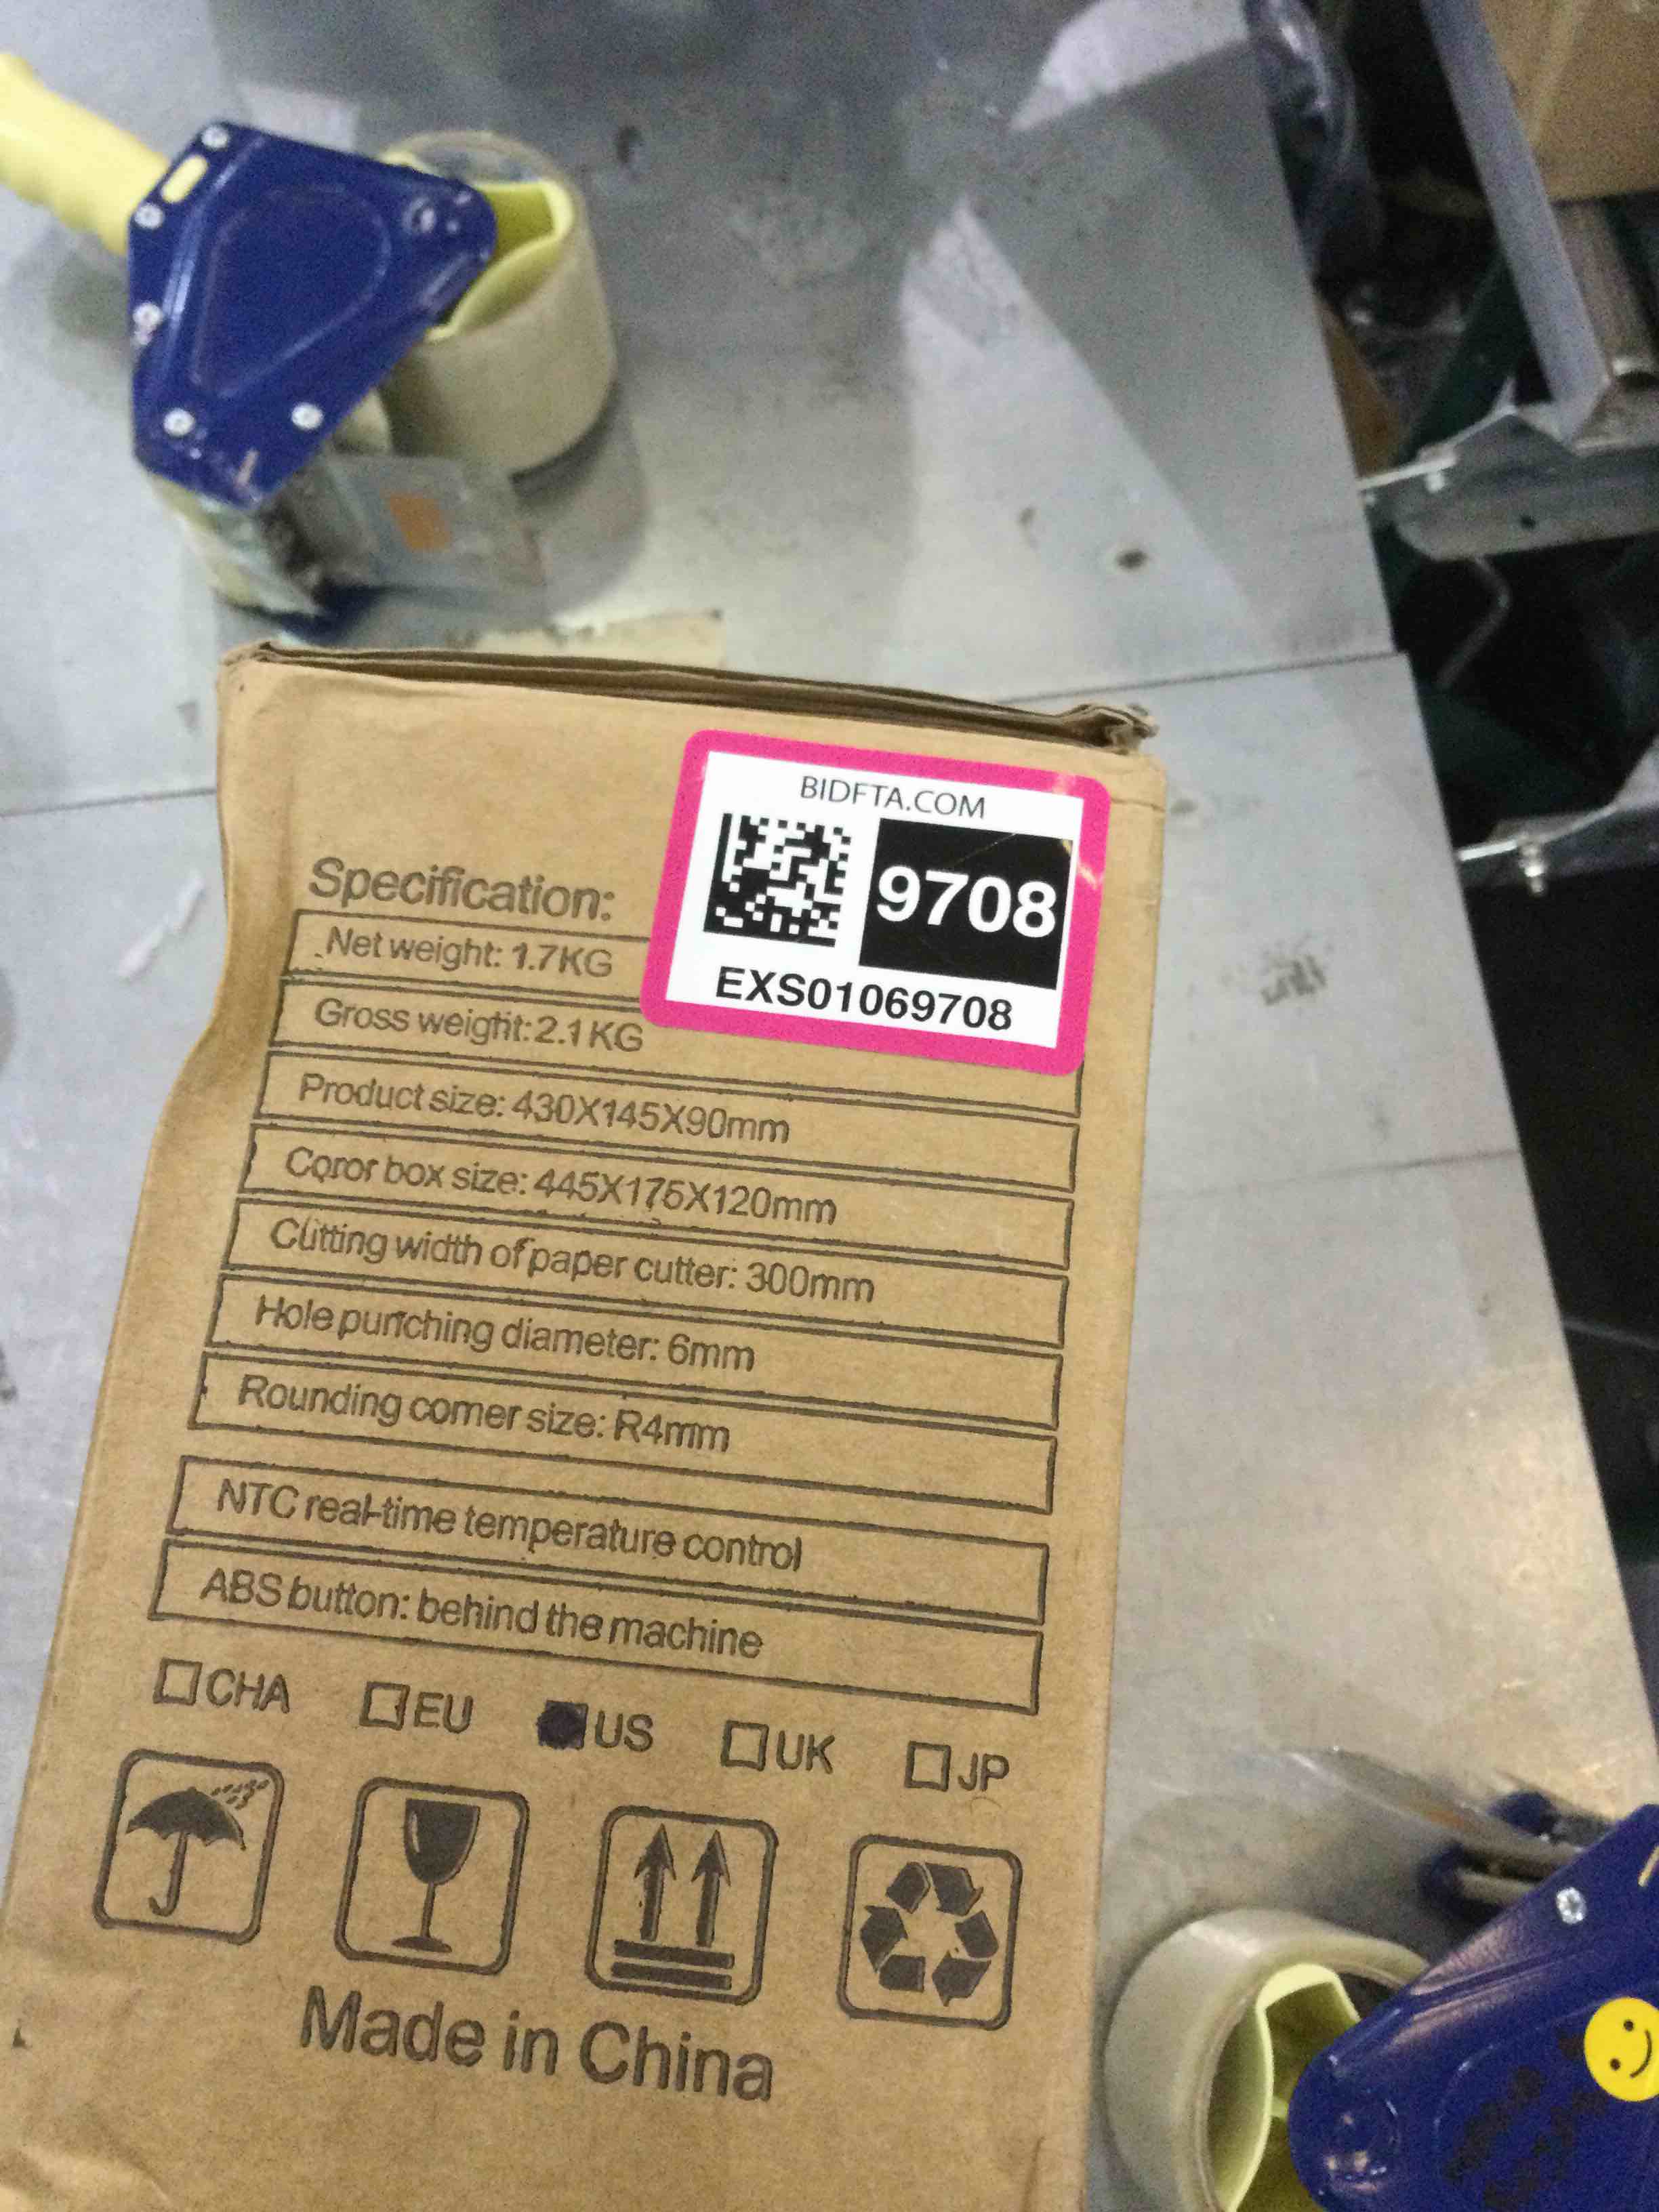 BIDFTA.COM
9708
EXS01069708
Specification:
Net weight: 1.7KG
Gross weight:2.1KG
Product size: 430X145X90mm
Coror box size: 445X175X120mm
Cutting width of paper cutter: 300mm
Hole punching diameter: 6mm
Rounding corner size: R4mm
NTC real-time temperature control
ABS button: behind the machine
CHA EU US UK JP
Made in China